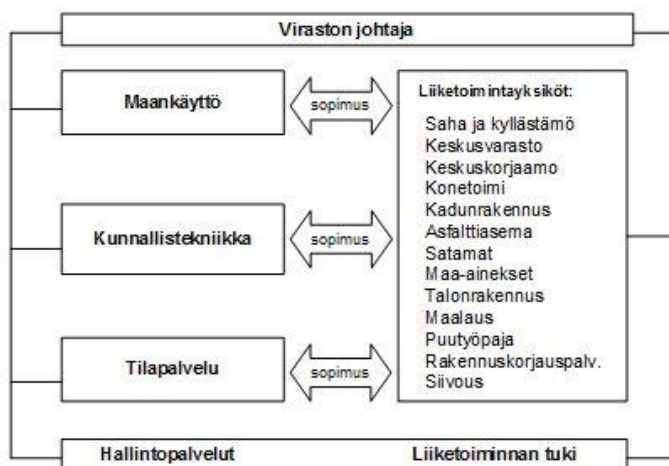 Viraston johtaja
Maankäyttö
sopimus
Kunnallistekniikka
sopimus
Tilapalvelu
sopimus
Liiketoimintayksiköt:
Saha ja kyllästämö
Keskusvarasto
Keskuskorjaamo
Konetoimi
Kadunrakennus
Asfalttiasema
Satamat
Maa-ainekset
Talonrakennus
Maalaus
Puutyöpaja
Rakennuskorjauspalv.
Siivous
Hallintopalvelut Liiketoiminnan tuki